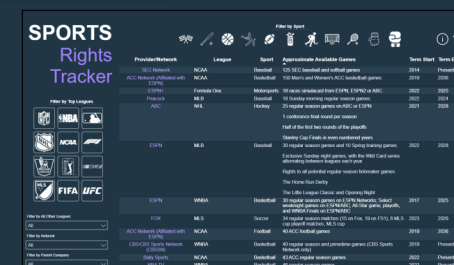 SPORTS
Rights
Tracker
Filter by Sport
Filter by Top Leagues
NBA
NCAA
FIFA
UFC
MLS
Filter by All Other Leagues
All
Filter by Network
All
Filter by Parent Company
All
Provider/Network League Sport Approximate Available Games Term Start Term End
SEC Network NCAA Baseball 125 SEC baseball and softball games 2014 Present
ACC Network (Affiliated with ESPN) NCAA Basketball 150 Men's and Women's ACC basketball games 2019 2036
ESPN+ Formula One Motorsports 18 races simulcast from ESPN, ESPN2 or ABC 2022 2025
Peacock MLB Baseball 18 Sunday morning regular season games 2022 2024
ABC NHL Hockey 25 regular season games on ABC or ESPN 2021 2028
1 conference final round per season
Half of the first two rounds of the playoffs
Stanley Cup Finals in even numbered years
ESPN MLB Baseball 30 regular season games and 10 Spring training games 2022 2028
Exclusive Sunday night games, with the Wild Card series
alternating between leagues each year
Rights to all potential regular season tiebreaker games
The Home Run Derby
The Little League Classic and Opening Night
ESPN WNBA Basketball 30 regular season games on ESPN Networks; Select
weeknight games on ESPN/ABC; All-Star game, playoffs,
and WNBA Finals on ESPN/ABC 2017 2025
FOX MLS Soccer 34 regular season matches (15 on Fox, 19 on FS1), 8 MLS
cup playoff matches, MLS cup 2023 2026
ACC Network (Affiliated with ESPN) NCAA Football 40 ACC football games 2019 2036
CBS/CBS Sports Network (CBSSN) WNBA Basketball 40 regular season and primetime games (CBS Sports
Network only) 2019 Present
Bally Sports NCAA Basketball 43 ACC regular season games 2022
WNBA Basketball